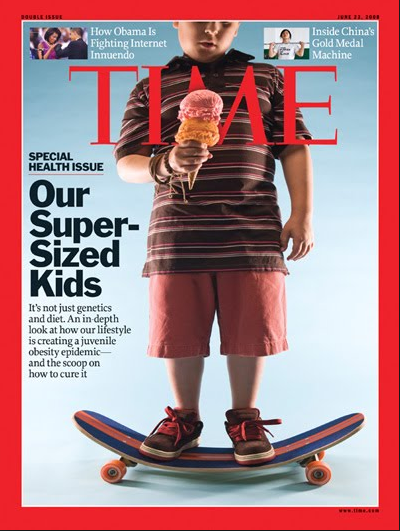 DOUBLE ISSUE
JUNE 23, 2008
How Obama Is
Fighting Internet
Innuendo
Inside China's
Gold Medal
Machine
TIME
SPECIAL
HEALTH ISSUE
Our
Super-
Sized
Kids
It's not just genetics
and diet. An in-depth
look at how our lifestyle
is creating a juvenile
obesity epidemic—
and the scoop on
how to cure it
www.time.com